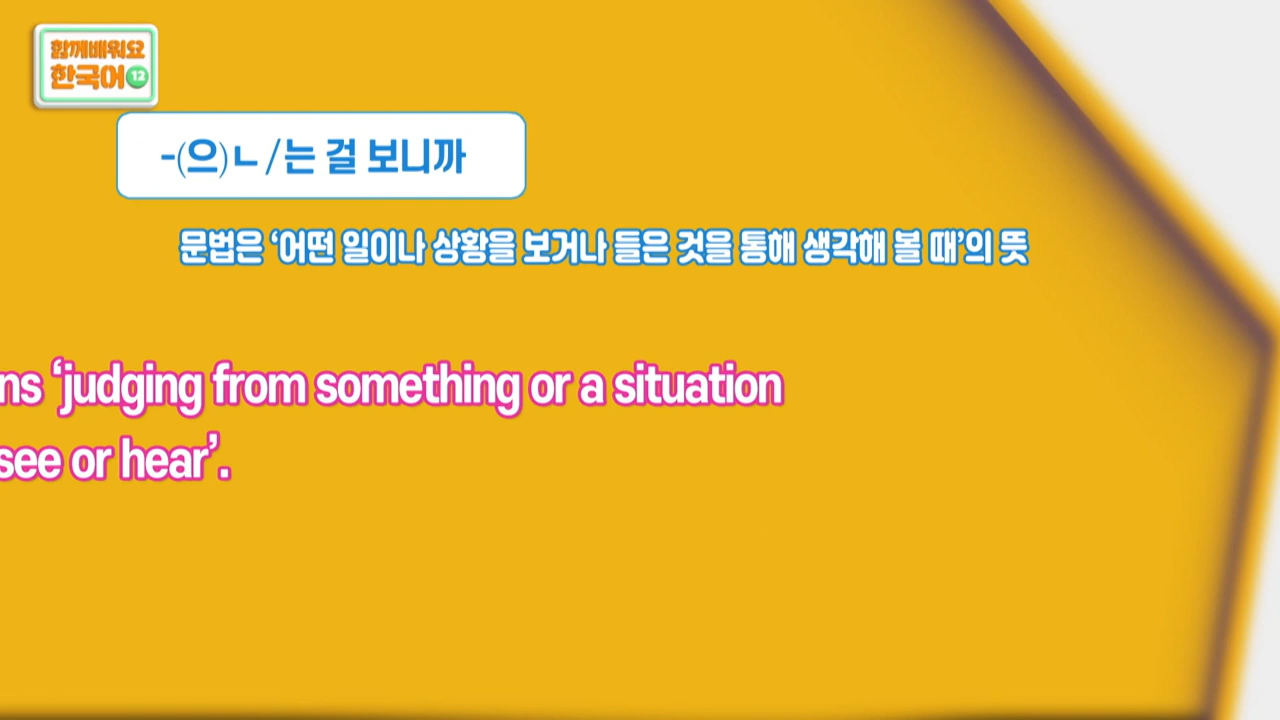 함께배워요
한국어 12
-(으)ㄴ/는 걸 보니까
문법은 ‘어떤 일이나 상황을 보거나 들은 것을 통해 생각해 볼 때’의 뜻
ns ‘judging from something or a situation
see or hear’.